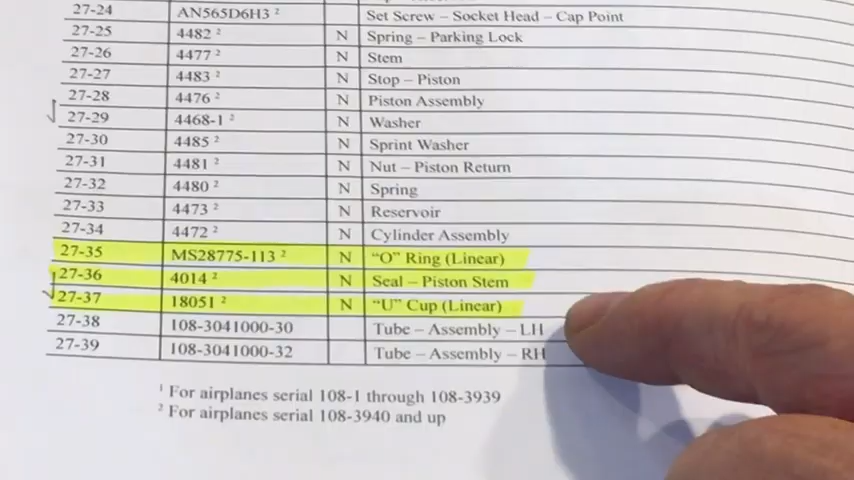 27-24 AN565D6H3 ² Set Screw – Socket Head – Cap Point
27-25 4482 ² N Spring – Parking Lock
27-26 4477 ² N Stem
27-27 4483 ² N Stop – Piston
27-28 4476 ² N Piston Assembly
27-29 4468-1 ² N Washer
27-30 4485 ² N Sprint Washer
27-31 4481 ² N Nut – Piston Return
27-32 4480 ² N Spring
27-33 4473 ² N Reservoir
27-34 4472 ² N Cylinder Assembly
27-35 MS28775-113 ² N “O” Ring (Linear)
27-36 4014 ² N Seal – Piston Stem
27-37 18051 ² N “U” Cup (Linear)
27-38 108-3041000-30 Tube – Assembly – LH
27-39 108-3041000-32 Tube – Assembly – RH
¹ For airplanes serial 108-1 through 108-3939
² For airplanes serial 108-3940 and up